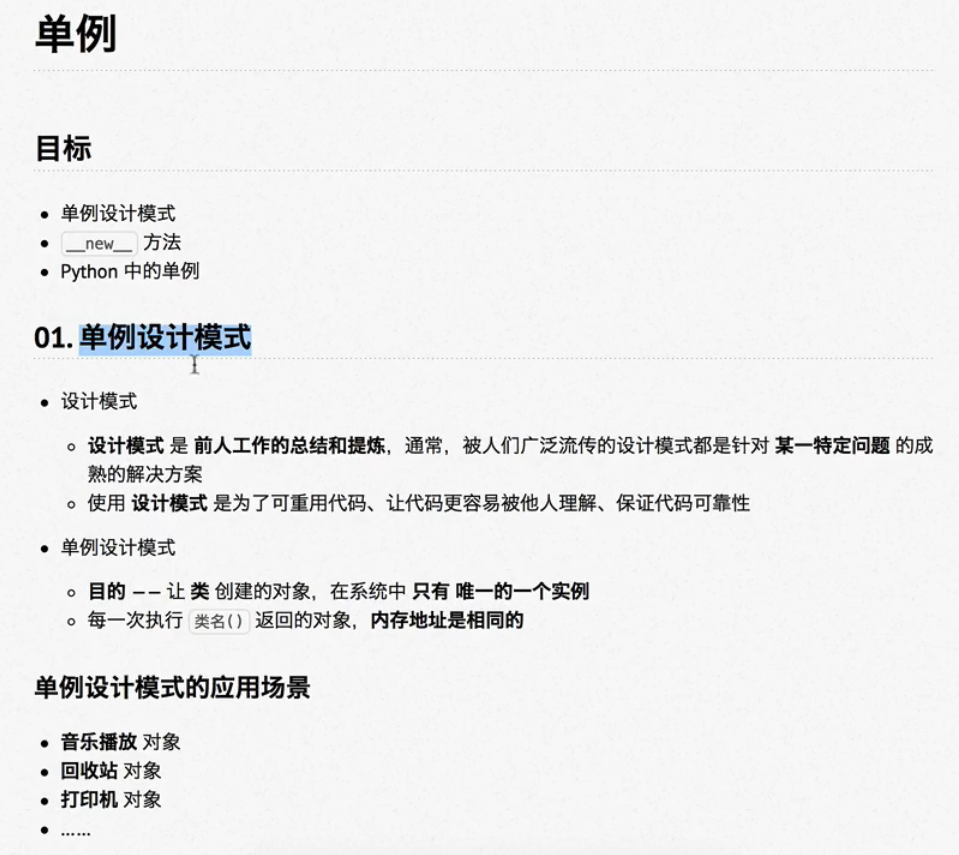 单例
目标
单例设计模式
__new__ 方法
Python 中的单例
01. 单例设计模式
设计模式
设计模式 是 前人工作的总结和提炼，通常，被人们广泛流传的设计模式都是针对 某一特定问题 的成
熟的解决方案
使用 设计模式 是为了可重用代码、让代码更容易被他人理解、保证代码可靠性
单例设计模式
目的 —— 让 类 创建的对象，在系统中 只有 唯一的一个实例
每一次执行 类名() 返回的对象，内存地址是相同的
单例设计模式的应用场景
音乐播放 对象
回收站 对象
打印机 对象
……